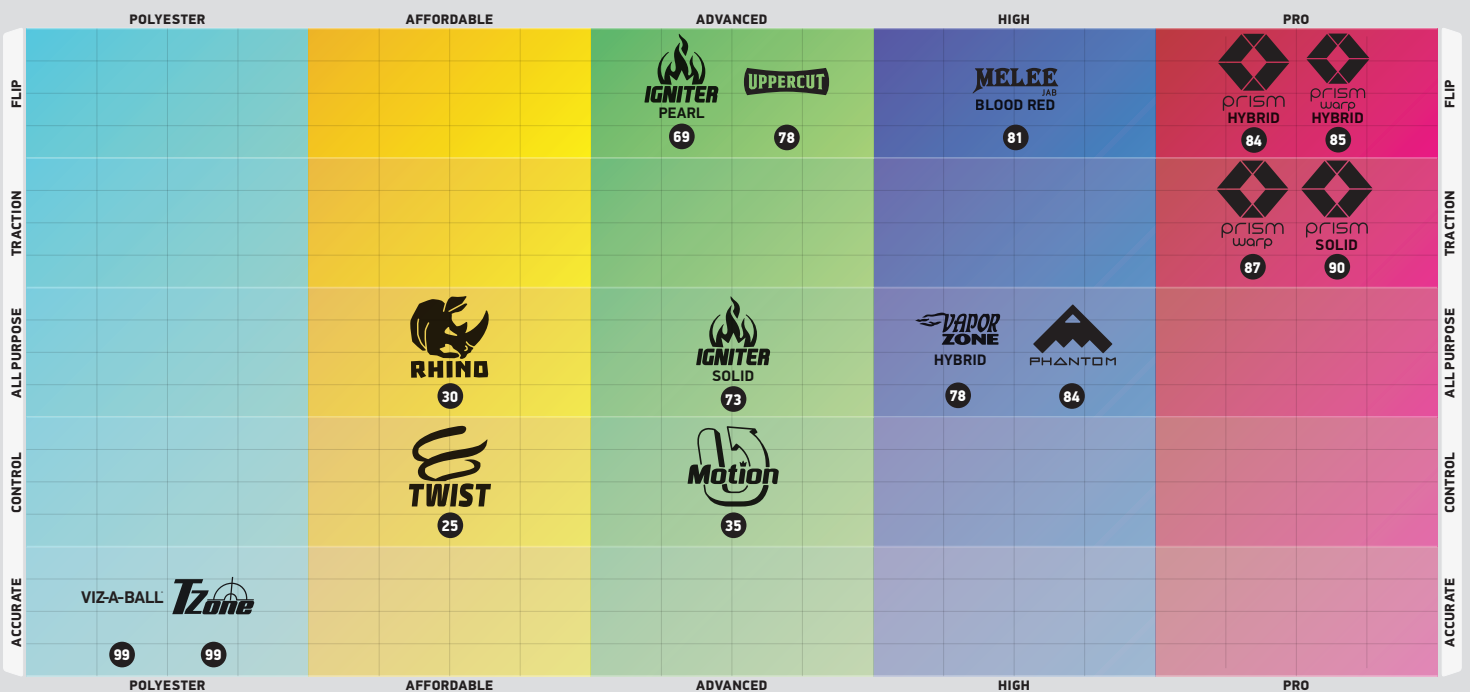 POLYESTER AFFORDABLE ADVANCED HIGH PRO
FLIP
IGNITER
PEARL
69
UPPERCUT
78
MELEE
JAB
BLOOD RED
81
prism
HYBRID
84
prism
warp
HYBRID
85
FLIP
TRACTION
prism
warp
87
prism
SOLID
90
TRACTION
ALL PURPOSE
RHINO
30
IGNITER
SOLID
73
VAPOR
ZONE
HYBRID
78
PHANTOM
84
ALL PURPOSE
CONTROL
TWIST
25
Motion
35
CONTROL
ACCURATE
VIZ-A-BALL
99
TZone
99
ACCURATE
POLYESTER AFFORDABLE ADVANCED HIGH PRO